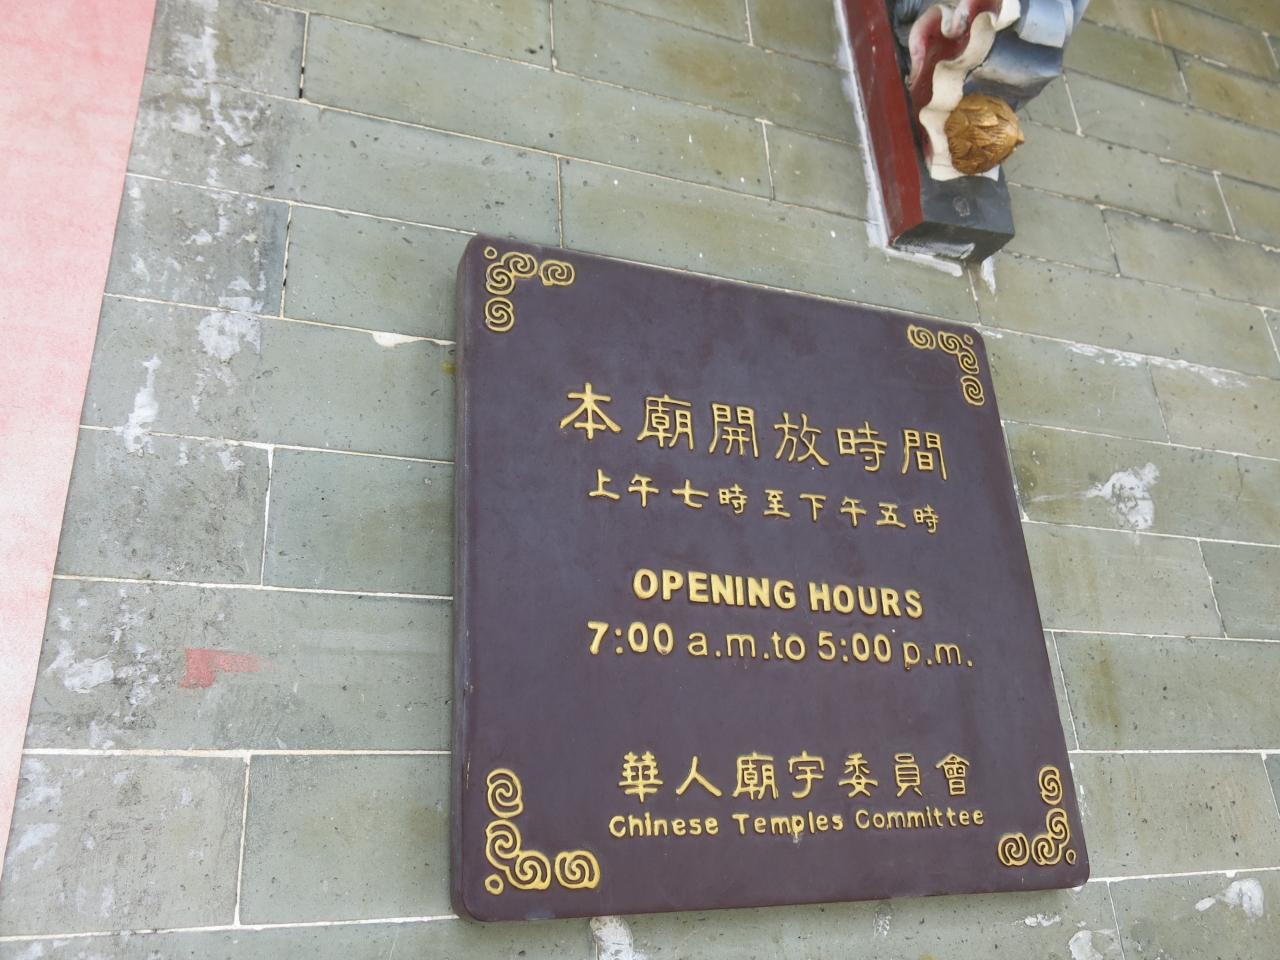 本廟開放時間
上午七時至下午五時
OPENING HOURS
7:00 a.m.to 5:00 p.m.
華人廟宇委員會
Chinese Temples Committee